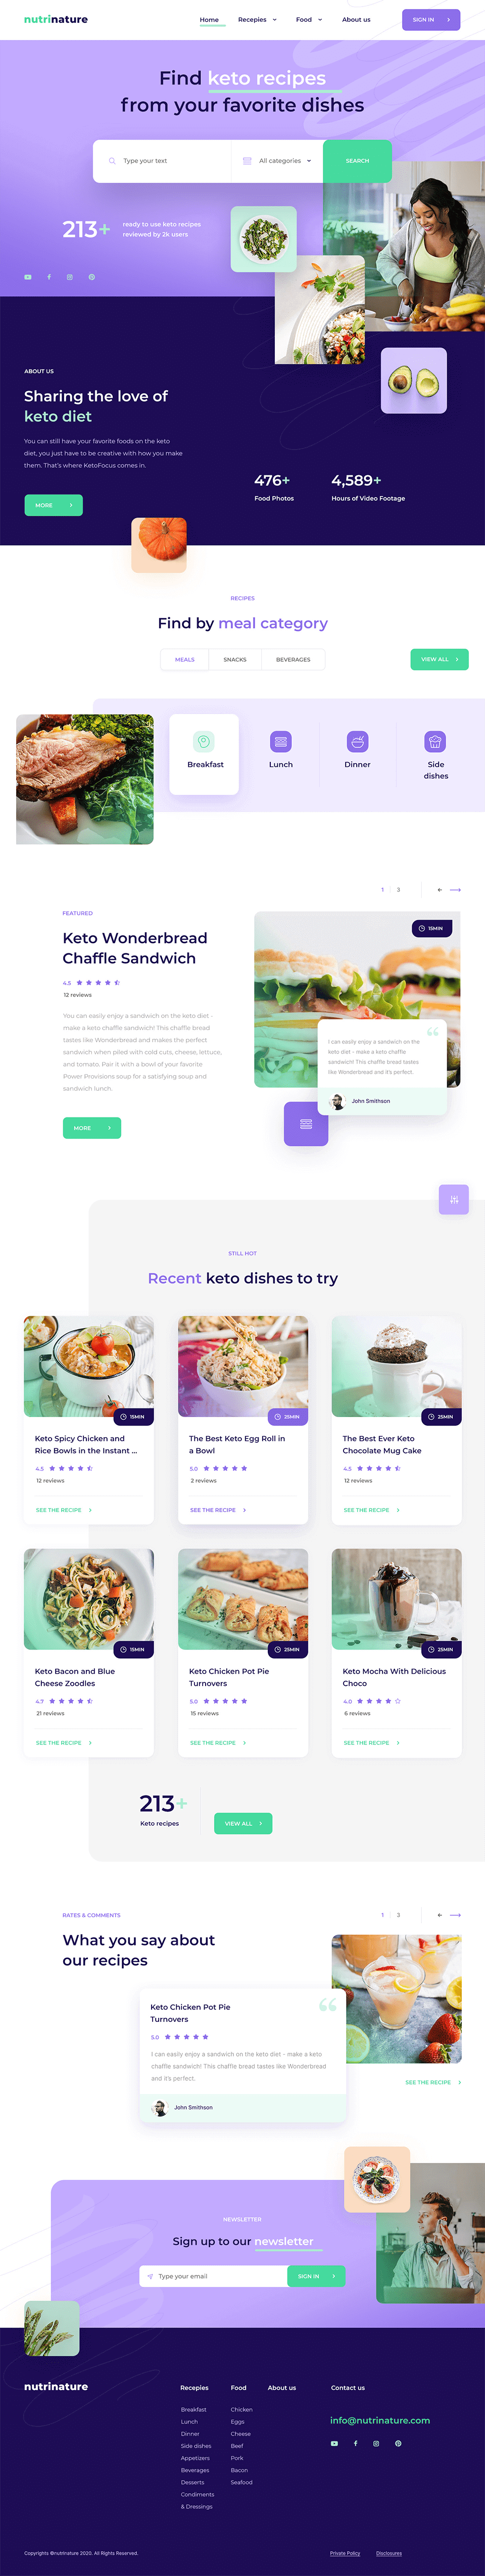 nutrinature
Home
Recepies
Food
About us
SIGN IN
Find keto recipes
from your favorite dishes
Type your text
All categories
SEARCH
213+
ready to use keto recipes
reviewed by 2k users
ABOUT US
Sharing the love of
keto diet
You can still have your favorite foods on the keto
diet, you just have to be creative with how you make
them. That's where KetoFocus comes in.
MORE
476+
Food Photos
4,589+
Hours of Video Footage
RECIPES
Find by meal category
MEALS
SNACKS
BEVERAGES
VIEW ALL
Breakfast
Lunch
Dinner
Side
dishes
1
3
FEATURED
Keto Wonderbread
Chaffle Sandwich
4.5
12 reviews
You can easily enjoy a sandwich on the keto diet -
make a keto chaffle sandwich! This chaffle bread
tastes like Wonderbread and makes the perfect
sandwich when piled with cold cuts, cheese, lettuce,
and tomato. Pair it with a bowl of your favorite
Power Provisions soup for a satisfying soup and
sandwich lunch.
MORE
15MIN
I can easily enjoy a sandwich on the
keto diet - make a keto chaffle
sandwich! This chaffle bread tastes
like Wonderbread and it's perfect.
John Smithson
STILL HOT
Recent keto dishes to try
15MIN
Keto Spicy Chicken and
Rice Bowls in the Instant ...
4.5
12 reviews
SEE THE RECIPE
25MIN
The Best Keto Egg Roll in
a Bowl
5.0
2 reviews
SEE THE RECIPE
25MIN
The Best Ever Keto
Chocolate Mug Cake
4.5
12 reviews
SEE THE RECIPE
15MIN
Keto Bacon and Blue
Cheese Zoodles
4.7
21 reviews
SEE THE RECIPE
25MIN
Keto Chicken Pot Pie
Turnovers
5.0
15 reviews
SEE THE RECIPE
25MIN
Keto Mocha With Delicious
Choco
4.0
6 reviews
SEE THE RECIPE
213+
Keto recipes
VIEW ALL
RATES & COMMENTS
1
3
What you say about
our recipes
Keto Chicken Pot Pie
Turnovers
5.0
I can easily enjoy a sandwich on the keto diet - make a keto
chaffle sandwich! This chaffle bread tastes like Wonderbread
and it's perfect.
John Smithson
SEE THE RECIPE
NEWSLETTER
Sign up to our newsletter
Type your email
SIGN IN
nutrinature
Recepies
Breakfast
Lunch
Dinner
Side dishes
Appetizers
Beverages
Desserts
Condiments
& Dressings
Food
Chicken
Eggs
Cheese
Beef
Pork
Bacon
Seafood
About us
Contact us
info@nutrinature.com
Copyrights @nutrinature 2020. All Rights Reserved.
Private Policy
Disclosures